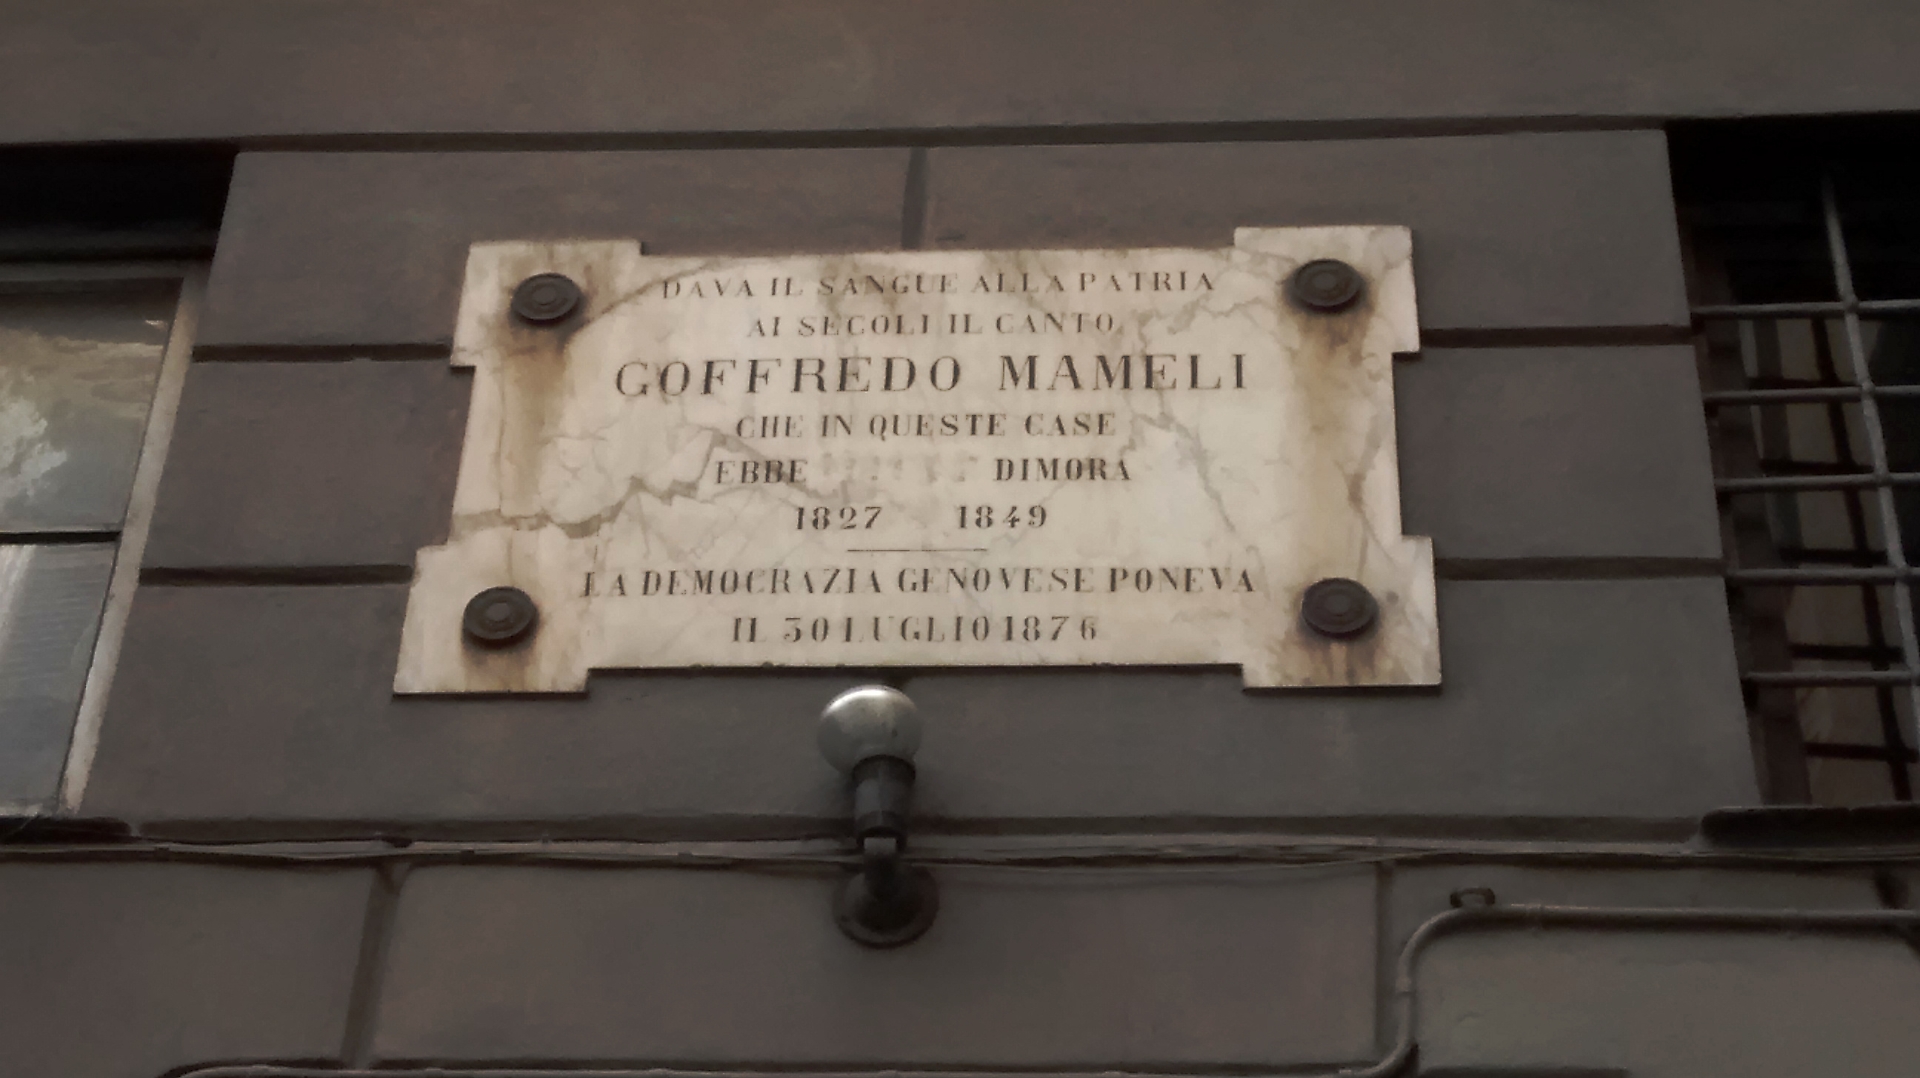 DAVA IL SANGUE ALLA PATRIA
AI SECOLI IL CANTO
GOFFREDO MAMELI
CHE IN QUESTE CASE
EBBE DIMORA
1827 1849
LA DEMOCRAZIA GENOVESE PONEVA
IL 30 LUGLIO 1876